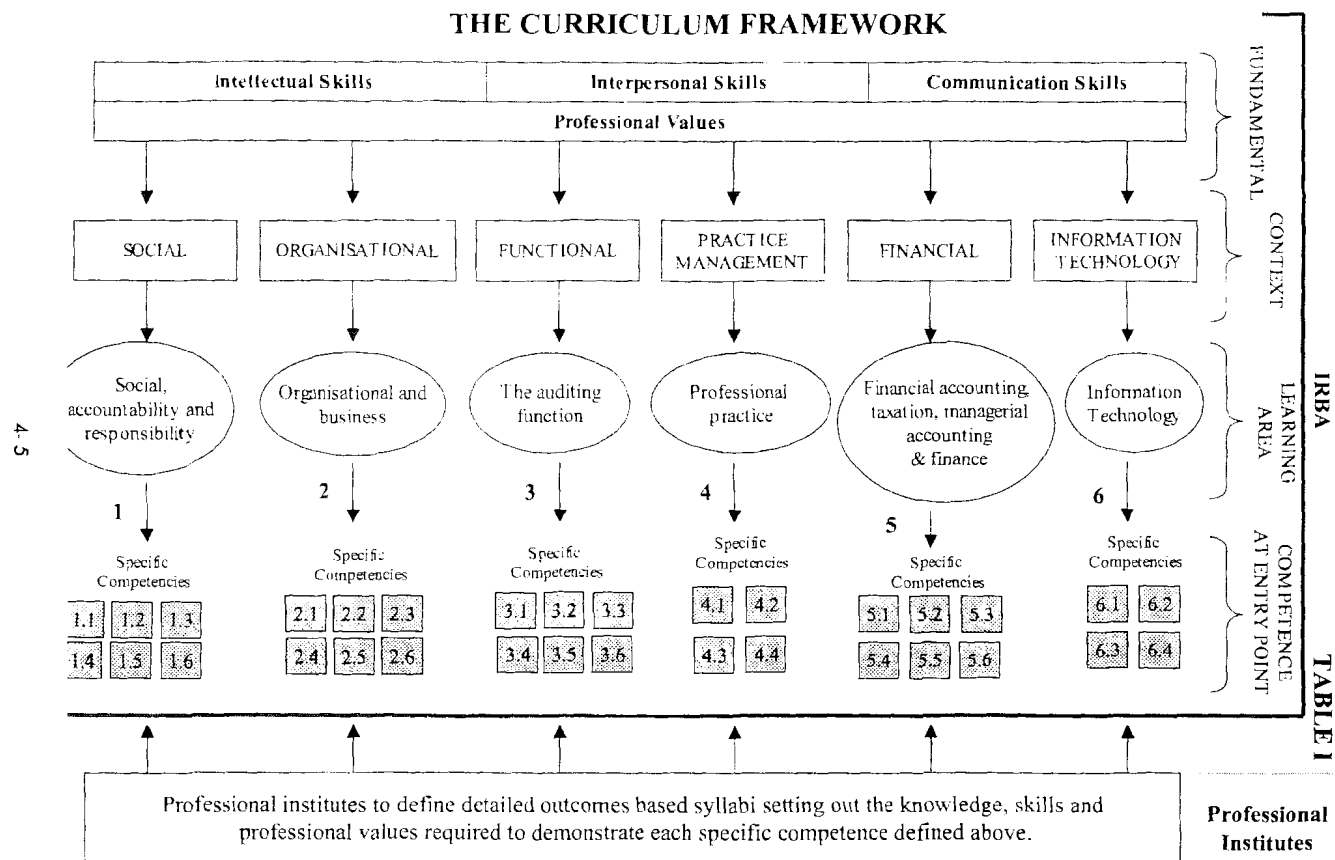 THE CURRICULUM FRAMEWORK
Intellectual Skills
Interpersonal Skills
Communication Skills
Professional Values
FUNDAMENTAL
SOCIAL
ORGANISATIONAL
FUNCTIONAL
PRACTICE
MANAGEMENT
FINANCIAL
INFORMATION
TECHNOLOGY
CONTEXT
Social,
accountability and
responsibility
Organisational and
business
The auditing
function
Professional
practice
Financial accounting,
taxation, managerial
accounting
& finance
Information
Technology
LEARNING
AREA
IRBA
4-5
1
2
3
4
5
6
Specific
Competencies
1.1 1.2 1.3
1.4 1.5 1.6
Specific
Competencies
2.1 2.2 2.3
2.4 2.5 2.6
Specific
Competencies
3.1 3.2 3.3
3.4 3.5 3.6
Specific
Competencies
4.1 4.2
4.3 4.4
Specific
Competencies
5.1 5.2 5.3
5.4 5.5 5.6
Specific
Competencies
6.1 6.2
6.3 6.4
COMPETENCE
AT ENTRY POINT
TABLE I
Professional institutes to define detailed outcomes based syllabi setting out the knowledge, skills and
professional values required to demonstrate each specific competence defined above.
Professional
Institutes